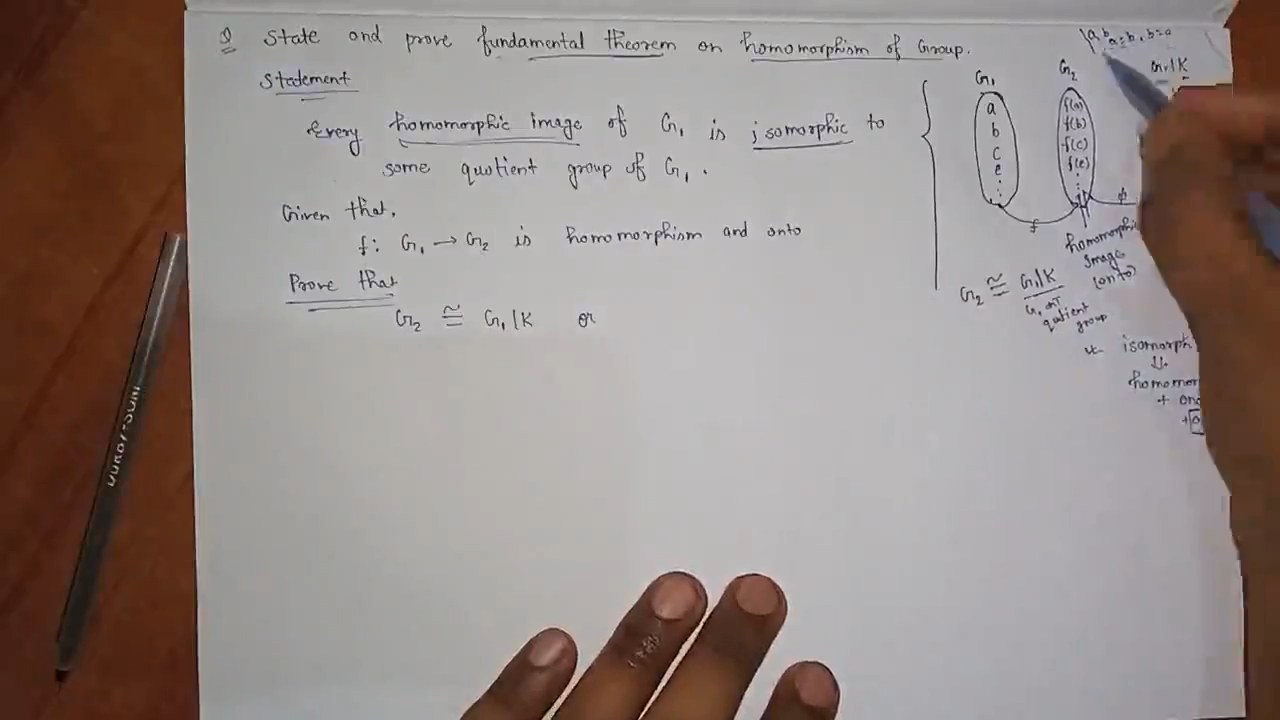 Q State and prove fundamental theorem on homomorphism of Group.
Statement
Every homomorphic image of G₁ is isomorphic to
some quotient group of G₁.
Given that,
f: G₁ → G₂ is homomorphism and onto
Prove that
G₂ ≅ G₁/K or
a, b
a=b, b=a
G₁ G₂ G₁/K
a f(a)
b f(b)
c f(c)
e f(e)
f ϕ
homomorphic
image
(onto)
G₂ ≅ G₁/K
quotient
group
isomorphi
⇓
homomor
+ on
+